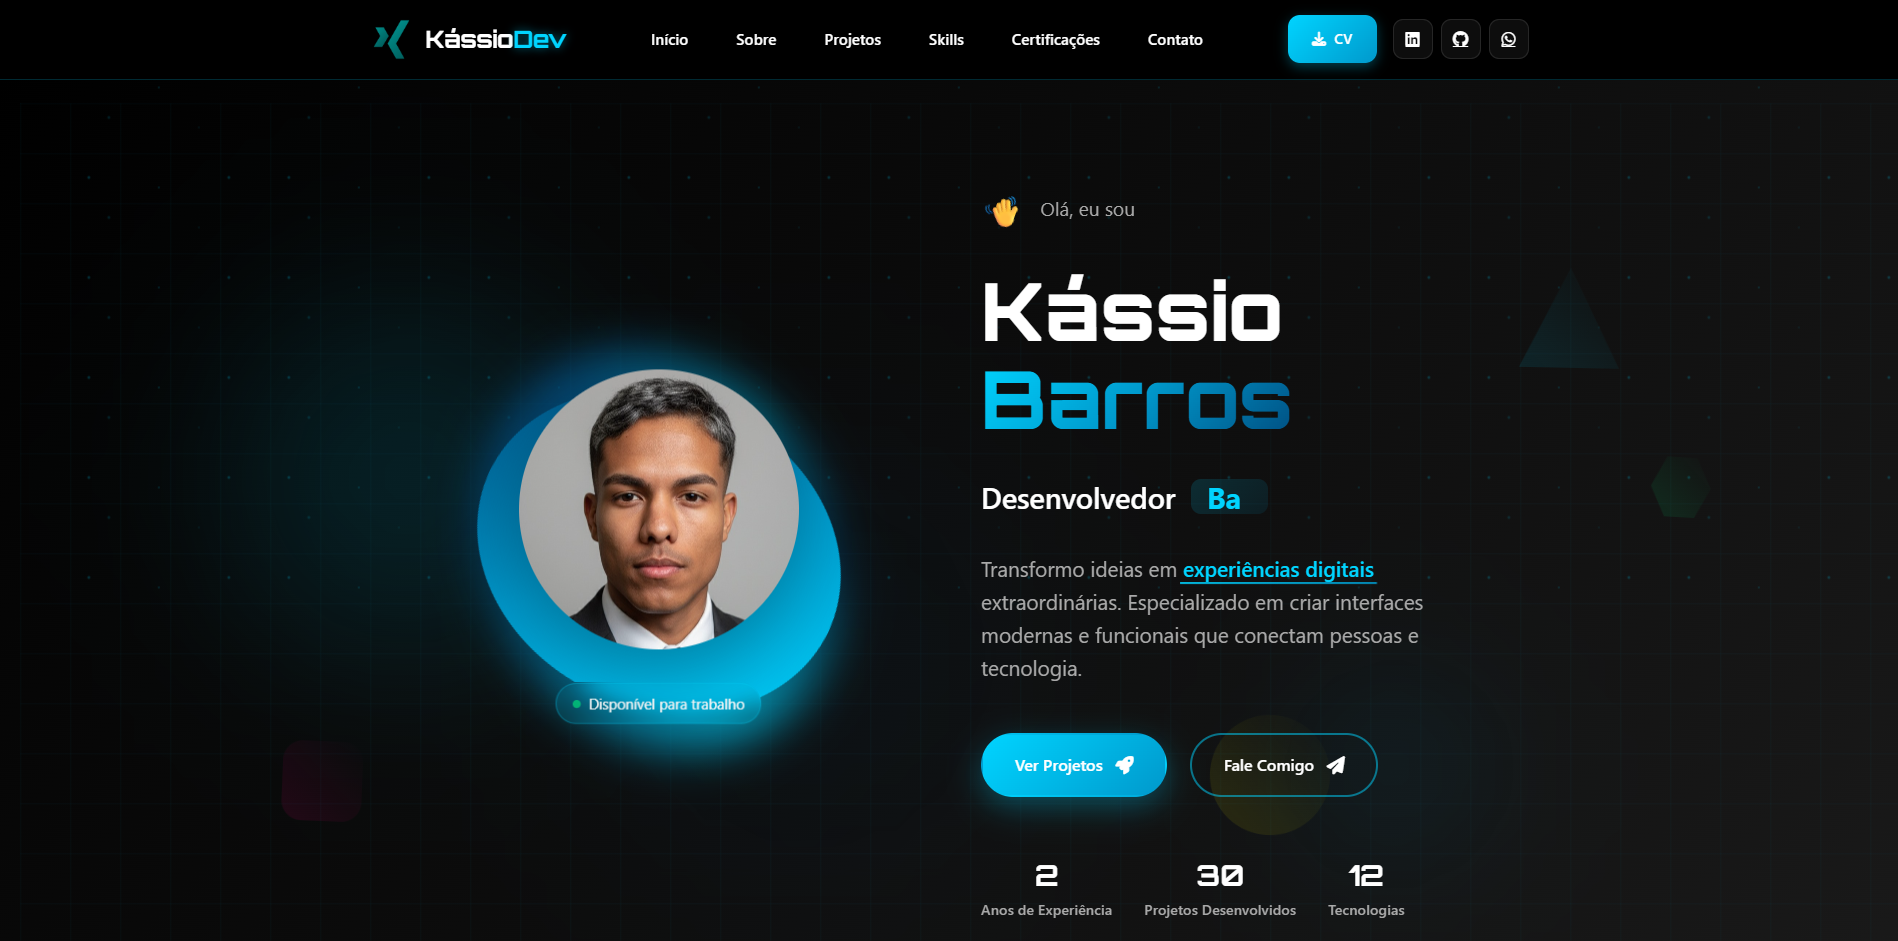 KássioDev
Início
Sobre
Projetos
Skills
Certificações
Contato
CV
Olá, eu sou
Kássio
Barros
Desenvolvedor Ba
Transformo ideias em experiências digitais
extraordinárias. Especializado em criar interfaces
modernas e funcionais que conectam pessoas e
tecnologia.
Disponível para trabalho
Ver Projetos
Fale Comigo
2
Anos de Experiência
30
Projetos Desenvolvidos
12
Tecnologias